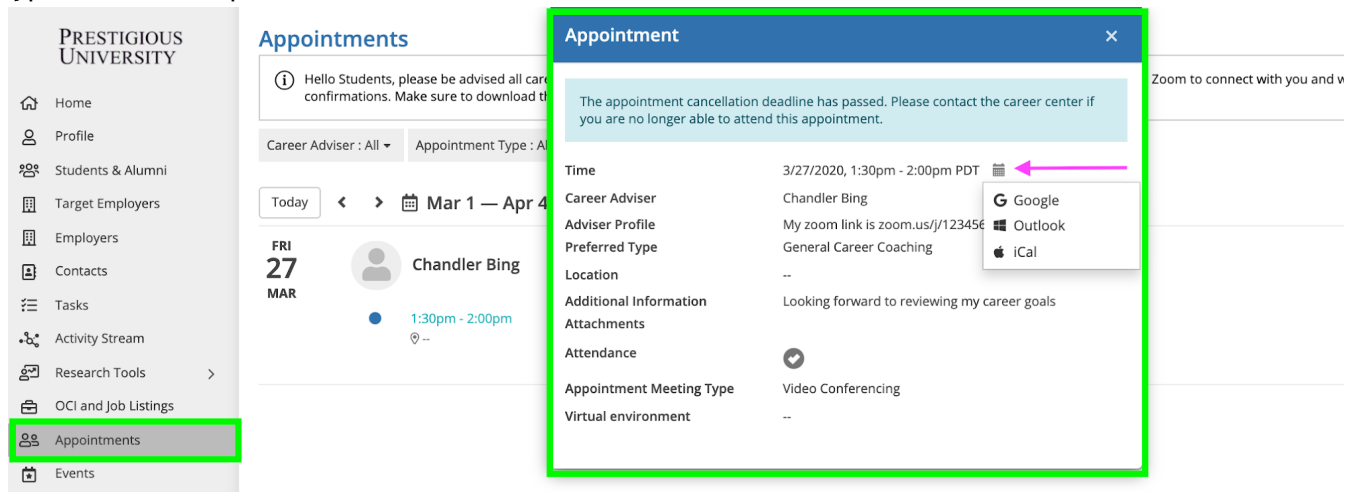 PRESTIGIOUS
UNIVERSITY
Home
Profile
Students & Alumni
Target Employers
Employers
Contacts
Tasks
Activity Stream
Research Tools
OCI and Job Listings
Appointments
Events
Appointments
Hello Students, please be advised all car
Zoom to connect with you and w
confirmations. Make sure to download t
Career Adviser : All
Appointment Type : A
Today
Mar 1 — Apr 4
FRI
27
MAR
Chandler Bing
1:30pm - 2:00pm
--
Appointment
The appointment cancellation deadline has passed. Please contact the career center if
you are no longer able to attend this appointment.
Time 3/27/2020, 1:30pm - 2:00pm PDT
Career Adviser Chandler Bing
Adviser Profile My zoom link is zoom.us/j/123456
Preferred Type General Career Coaching
Location --
Additional Information Looking forward to reviewing my career goals
Attachments
Attendance
Appointment Meeting Type Video Conferencing
Virtual environment --
Google
Outlook
iCal